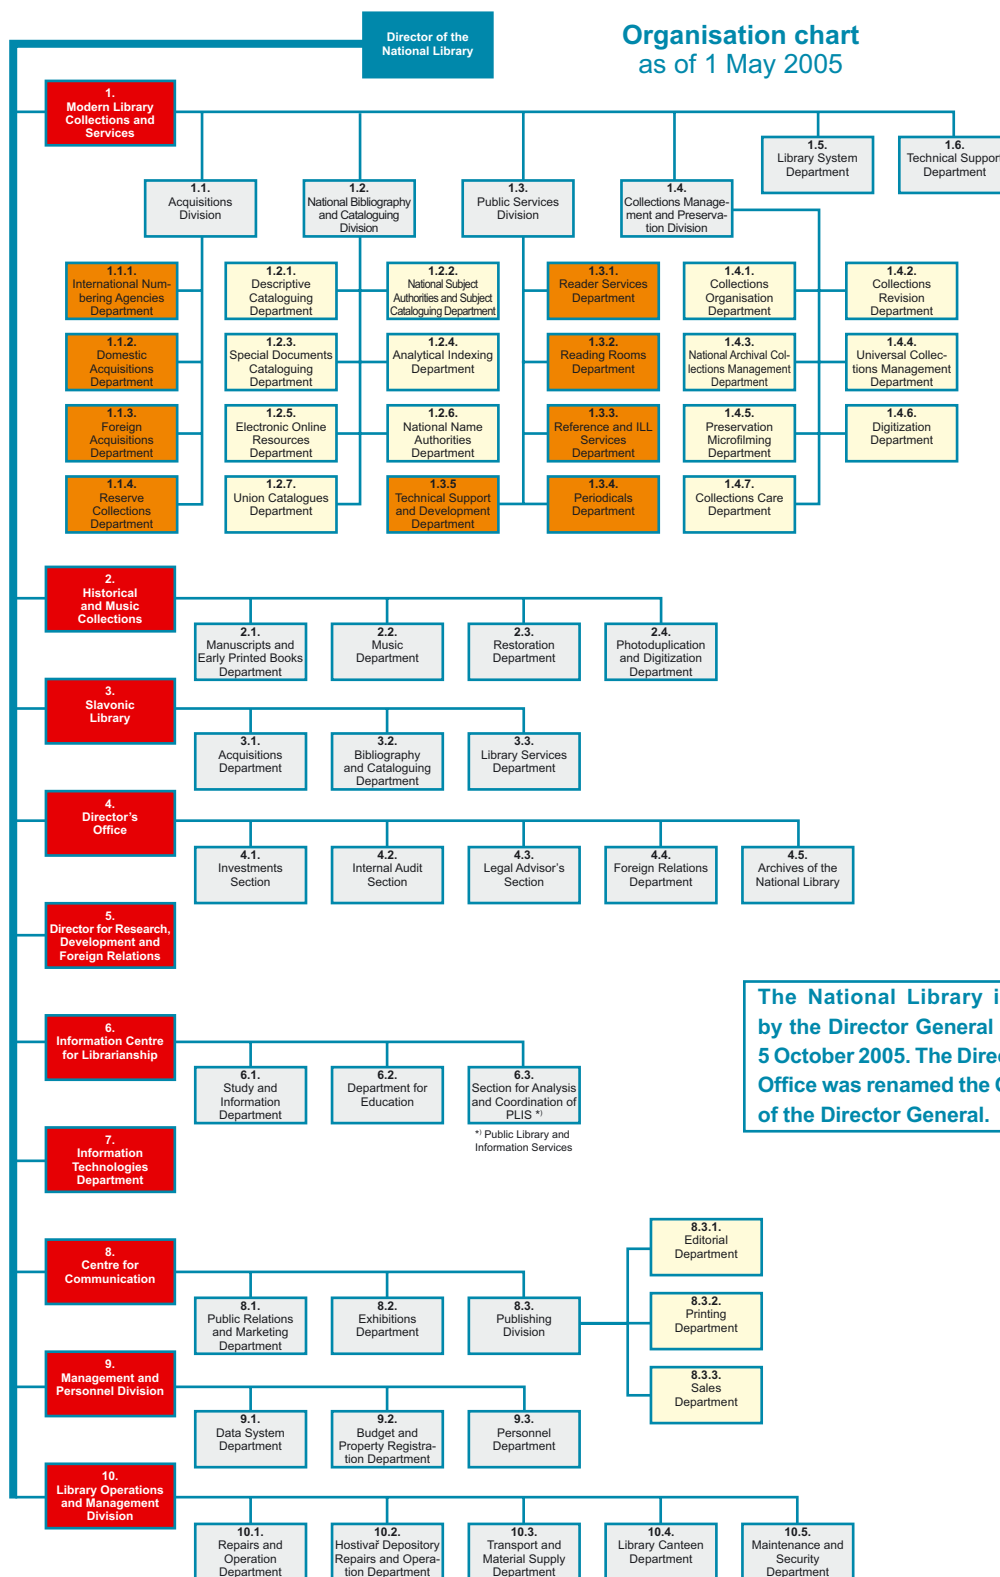 Director of the
National Library
Organisation chart
as of 1 May 2005
1.
Modern Library
Collections and
Services
1.5.
Library System
Department
1.6.
Technical Support
Department
1.1.
Acquisitions
Division
1.2.
National Bibliography
and Cataloguing
Division
1.3.
Public Services
Division
1.4.
Collections Manage-
ment and Preserva-
tion Division
1.1.1.
International Num-
bering Agencies
Department
1.2.1.
Descriptive
Cataloguing
Department
1.2.2.
National Subject
Authorities and Subject
Cataloguing Department
1.3.1.
Reader Services
Department
1.4.1.
Collections
Organisation
Department
1.4.2.
Collections
Revision
Department
1.1.2.
Domestic
Acquisitions
Department
1.2.3.
Special Documents
Cataloguing
Department
1.2.4.
Analytical Indexing
Department
1.3.2.
Reading Rooms
Department
1.4.3.
National Archival Col-
lections Management
Department
1.4.4.
Universal Collec-
tions Management
Department
1.1.3.
Foreign
Acquisitions
Department
1.2.5.
Electronic Online
Resources
Department
1.2.6.
National Name
Authorities
Department
1.3.3.
Reference and ILL
Services
Department
1.4.5.
Preservation
Microfilming
Department
1.4.6.
Digitization
Department
1.1.4.
Reserve
Collections
Department
1.2.7.
Union Catalogues
Department
1.3.5
Technical Support
and Development
Department
1.3.4.
Periodicals
Department
1.4.7.
Collections Care
Department
2.
Historical
and Music
Collections
2.1.
Manuscripts and
Early Printed Books
Department
2.2.
Music
Department
2.3.
Restoration
Department
2.4.
Photoduplication
and Digitization
Department
3.
Slavonic
Library
3.1.
Acquisitions
Department
3.2.
Bibliography
and Cataloguing
Department
3.3.
Library Services
Department
4.
Director's
Office
4.1.
Investments
Section
4.2.
Internal Audit
Section
4.3.
Legal Advisor's
Section
4.4.
Foreign Relations
Department
4.5.
Archives of the
National Library
5.
Director for Research,
Development and
Foreign Relations
The National Library i
by the Director General
5 October 2005. The Direc
Office was renamed the
of the Director General.
6.
Information Centre
for Librarianship
6.1.
Study and
Information
Department
6.2.
Department for
Education
6.3.
Section for Analysis
and Coordination of
PLIS *)
*) Public Library and
Information Services
7.
Information
Technologies
Department
8.
Centre for
Communication
8.1.
Public Relations
and Marketing
Department
8.2.
Exhibitions
Department
8.3.
Publishing
Division
8.3.1.
Editorial
Department
8.3.2.
Printing
Department
8.3.3.
Sales
Department
9.
Management and
Personnel Division
9.1.
Data System
Department
9.2.
Budget and
Property Registra-
tion Department
9.3.
Personnel
Department
10.
Library Operations
and Management
Division
10.1.
Repairs and
Operation
Department
10.2.
Hostivař Depository
Repairs and Opera-
tion Department
10.3.
Transport and
Material Supply
Department
10.4.
Library Canteen
Department
10.5.
Maintenance and
Security
Department